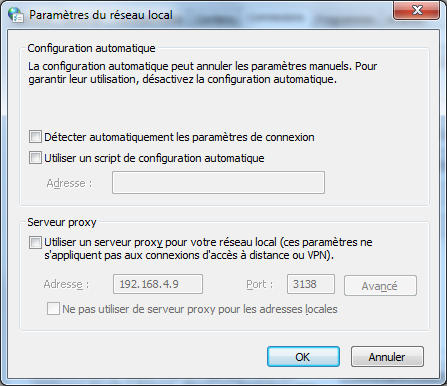 Paramètres du réseau local
Configuration automatique
La configuration automatique peut annuler les paramètres manuels. Pour
garantir leur utilisation, désactivez la configuration automatique.
Détecter automatiquement les paramètres de connexion
Utiliser un script de configuration automatique
Adresse :
Serveur proxy
Utiliser un serveur proxy pour votre réseau local (ces paramètres ne
s'appliquent pas aux connexions d'accès à distance ou VPN).
Adresse : 192.168.4.9 Port : 3138 Avancé
Ne pas utiliser de serveur proxy pour les adresses locales
OK Annuler